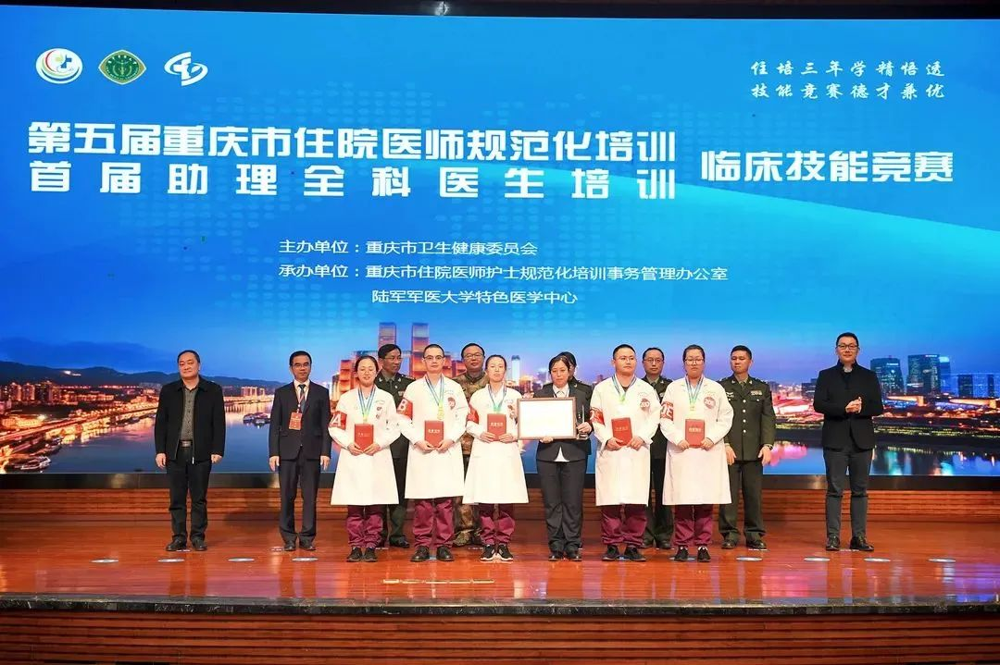 住培三年学精悟透
技能竞赛德才兼优
第五届重庆市住院医师规范化培训
首届助理全科医生培训
临床技能竞赛
主办单位：重庆市卫生健康委员会
承办单位：重庆市住院医师护士规范化培训事务管理办公室
陆军军医大学特色医学中心